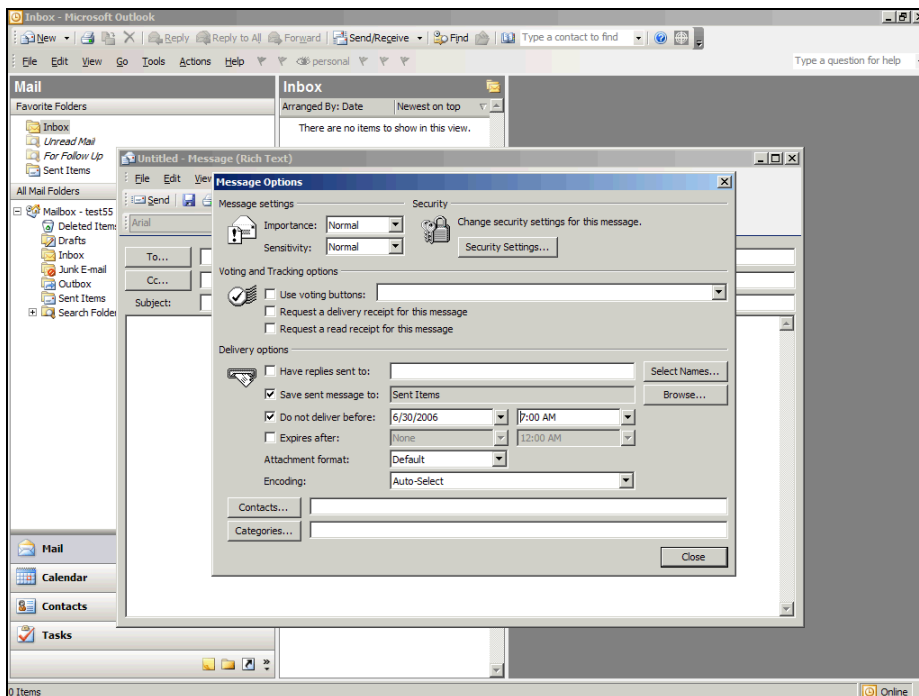 Inbox - Microsoft Outlook
New Reply Reply to All Forward Send/Receive Find Type a contact to find
File Edit View Go Tools Actions Help personal Type a question for help
Mail
Favorite Folders
Inbox
Unread Mail
For Follow Up
Sent Items
All Mail Folders
Mailbox - test55
Deleted Item
Drafts
Inbox
Junk E-mail
Outbox
Sent Items
Search Folde
Mail
Calendar
Contacts
Tasks
Inbox
Arranged By: Date Newest on top
There are no items to show in this view.
Untitled - Message (Rich Text)
File Edit View
Send
Arial
To...
Cc...
Subject:
Message Options
Message settings Security
Importance: Normal Change security settings for this message.
Sensitivity: Normal Security Settings...
Voting and Tracking options
Use voting buttons:
Request a delivery receipt for this message
Request a read receipt for this message
Delivery options
Have replies sent to: Select Names...
Save sent message to: Sent Items Browse...
Do not deliver before: 6/30/2006 7:00 AM
Expires after: None 12:00 AM
Attachment format: Default
Encoding: Auto-Select
Contacts...
Categories...
Close
0 Items Online